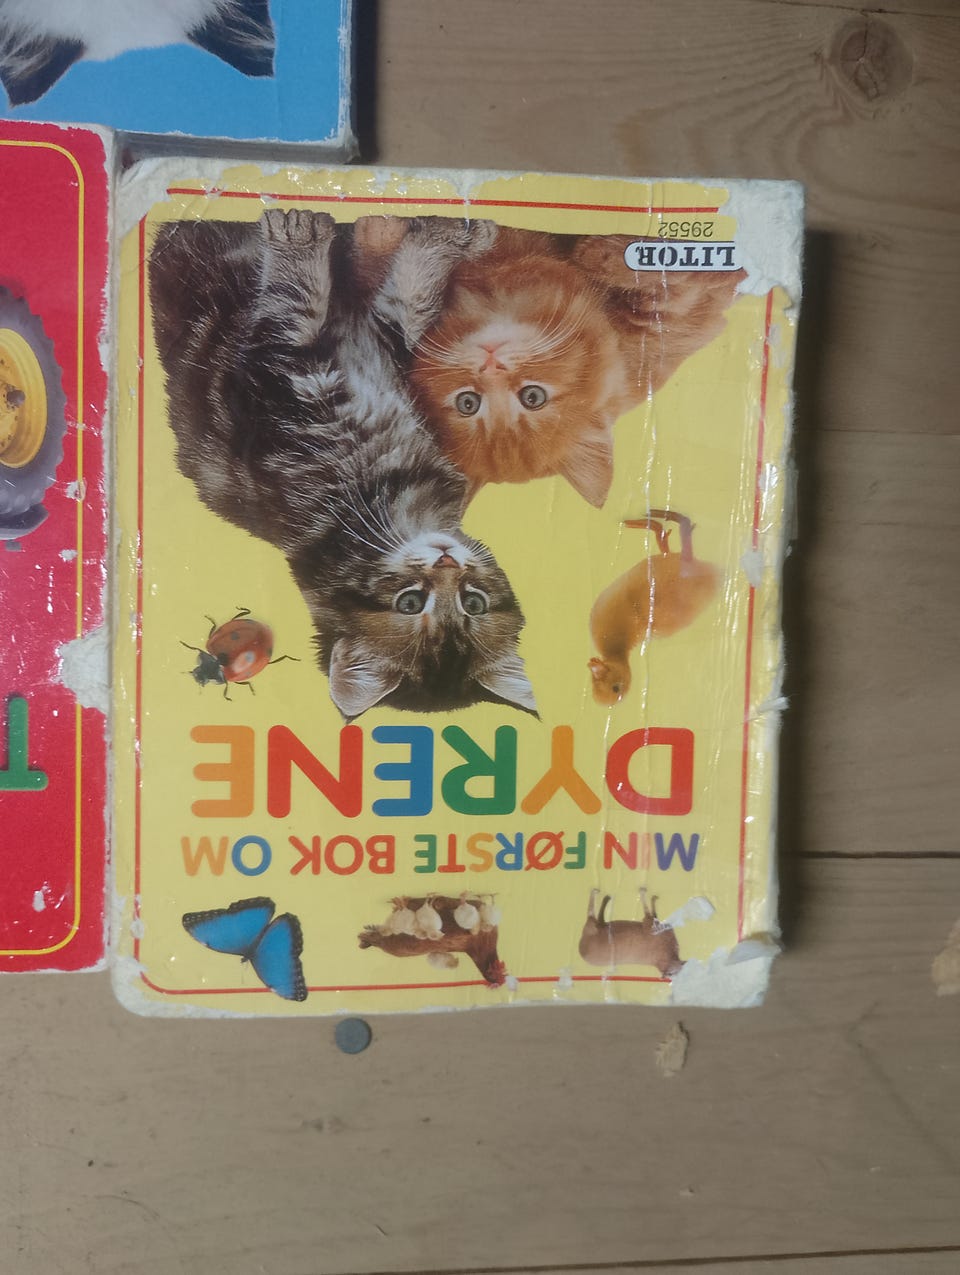 MIN FØRSTE BOK OM
DYRENE
LITOR
29552
T